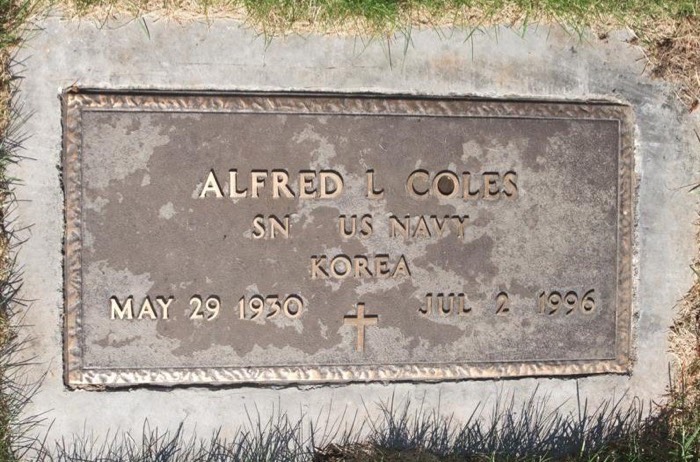 ALFRED L COLES
SN US NAVY
KOREA
MAY 29 1930 JUL 2 1996